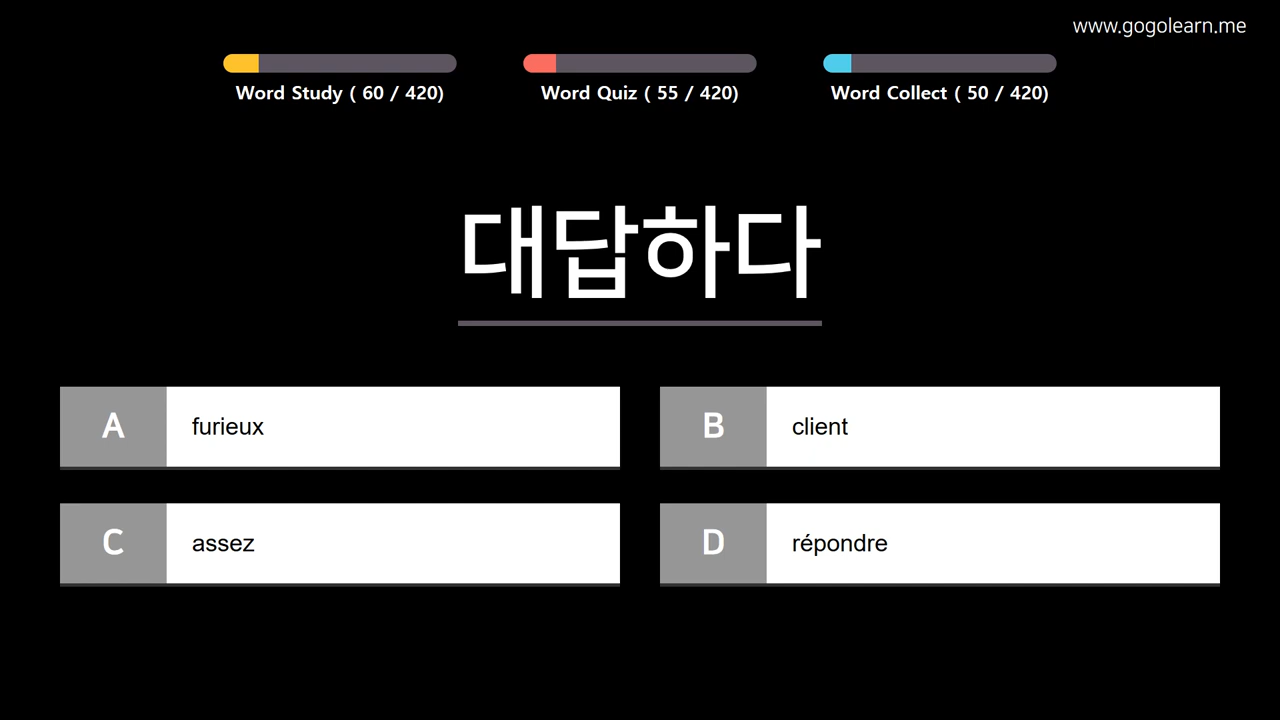 www.gogolearn.me
Word Study ( 60 / 420)
Word Quiz ( 55 / 420)
Word Collect ( 50 / 420)
대답하다
A furieux
B client
C assez
D répondre